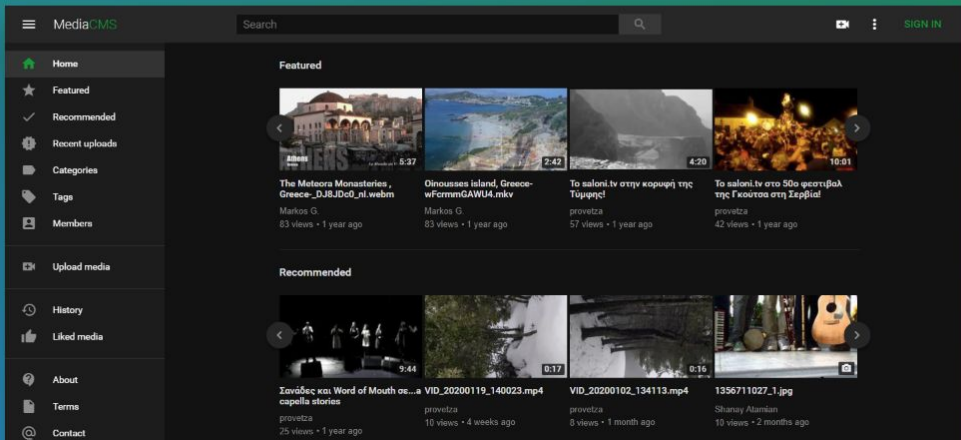 MediaCMS
Search
SIGN IN
Home
Featured
Recommended
Recent uploads
Categories
Tags
Members
Upload media
History
Liked media
About
Terms
Contact
Featured
Athens
5:37
2:42
4:20
10:01
The Meteora Monasteries ,
Greece-_DJ8JDc0_nl.webm
Markos G.
83 views • 1 year ago
Oinousses island, Greece-
wFcrmmGAWU4.mkv
Markos G.
83 views • 1 year ago
Το saloni.tv στην κορυφή της
Τύμφης!
provetza
57 views • 1 year ago
Το saloni.tv στο 50ο φεστιβαλ
της Γκούτσα στη Σερβία!
provetza
42 views • 1 year ago
Recommended
9:44
0:17
0:16
Σανάδες και Word of Mouth σε...a
capella stories
provetza
25 views • 1 year ago
VID_20200119_140023.mp4
provetza
10 views • 4 weeks ago
VID_20200102_134113.mp4
provetza
8 views • 1 month ago
1356711027_1.jpg
Shanay Atamian
10 views • 2 months ago